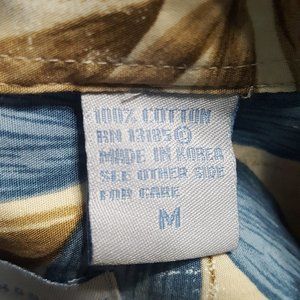 100% COTTON
RN 13185 ©
MADE IN KOREA
SEE OTHER SIDE
FOR CARE
M